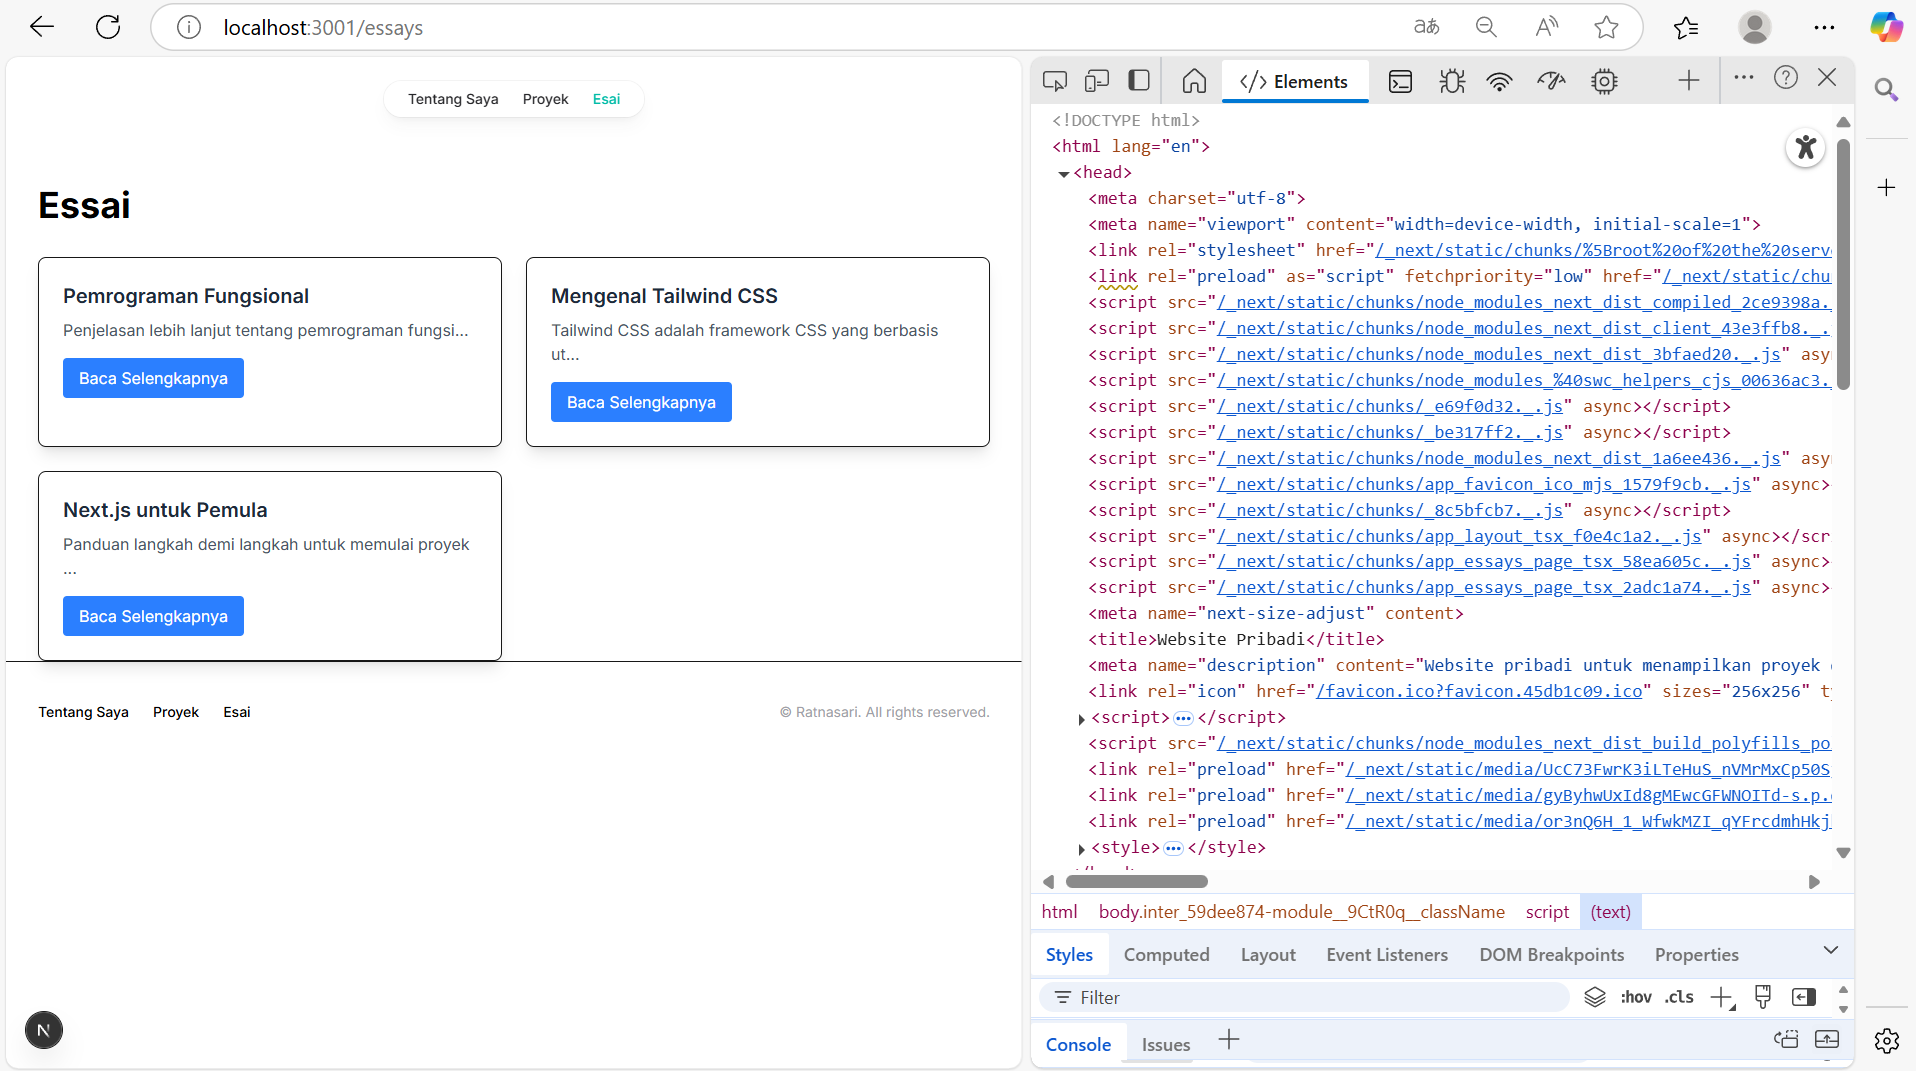 localhost:3001/essays
Tentang Saya Proyek Esai
Essai
Pemrograman Fungsional
Penjelasan lebih lanjut tentang pemrograman fungsi...
Baca Selengkapnya
Mengenal Tailwind CSS
Tailwind CSS adalah framework CSS yang berbasis
ut...
Baca Selengkapnya
Next.js untuk Pemula
Panduan langkah demi langkah untuk memulai proyek
...
Baca Selengkapnya
Tentang Saya Proyek Esai © Ratnasari. All rights reserved.
N
</> Elements
<!DOCTYPE html>
<html lang="en">
<head>
<meta charset="utf-8">
<meta name="viewport" content="width=device-width, initial-scale=1">
<link rel="stylesheet" href="/_next/static/chunks/%5Broot%20of%20the%20serv
<link rel="preload" as="script" fetchpriority="low" href="/_next/static/chu
<script src="/_next/static/chunks/node_modules_next_dist_compiled_2ce9398a._
<script src="/_next/static/chunks/node_modules_next_dist_client_43e3ffb8._.
<script src="/_next/static/chunks/node_modules_next_dist_3bfaed20._.js" asy
<script src="/_next/static/chunks/node_modules_%40swc_helpers_cjs_00636ac3._
<script src="/_next/static/chunks/_e69f0d32._.js" async></script>
<script src="/_next/static/chunks/_be317ff2._.js" async></script>
<script src="/_next/static/chunks/node_modules_next_dist_1a6ee436._.js" asy
<script src="/_next/static/chunks/app_favicon_ico_mjs_1579f9cb._.js" async>
<script src="/_next/static/chunks/_8c5bfcb7._.js" async></script>
<script src="/_next/static/chunks/app_layout_tsx_f0e4c1a2._.js" async></scr
<script src="/_next/static/chunks/app_essays_page_tsx_58ea605c._.js" async>
<script src="/_next/static/chunks/app_essays_page_tsx_2adc1a74._.js" async>
<meta name="next-size-adjust" content>
<title>Website Pribadi</title>
<meta name="description" content="Website pribadi untuk menampilkan proyek
<link rel="icon" href="/favicon.ico?favicon.45db1c09.ico" sizes="256x256" ty
<script>...</script>
<script src="/_next/static/chunks/node_modules_next_dist_build_polyfills_po
<link rel="preload" href="/_next/static/media/UcC73FwrK3iLTeHuS_nVMrMxCp50S
<link rel="preload" href="/_next/static/media/gyByhwUxId8gMEwcGFWNOITd-s.p.
<link rel="preload" href="/_next/static/media/or3nQ6H_1_WfwkMZI_qYFrcdmhHkj
<style>...</style>
html body.inter_59dee874-module__9CtR0q__className script (text)
Styles Computed Layout Event Listeners DOM Breakpoints Properties
Filter :hov .cls
Console Issues